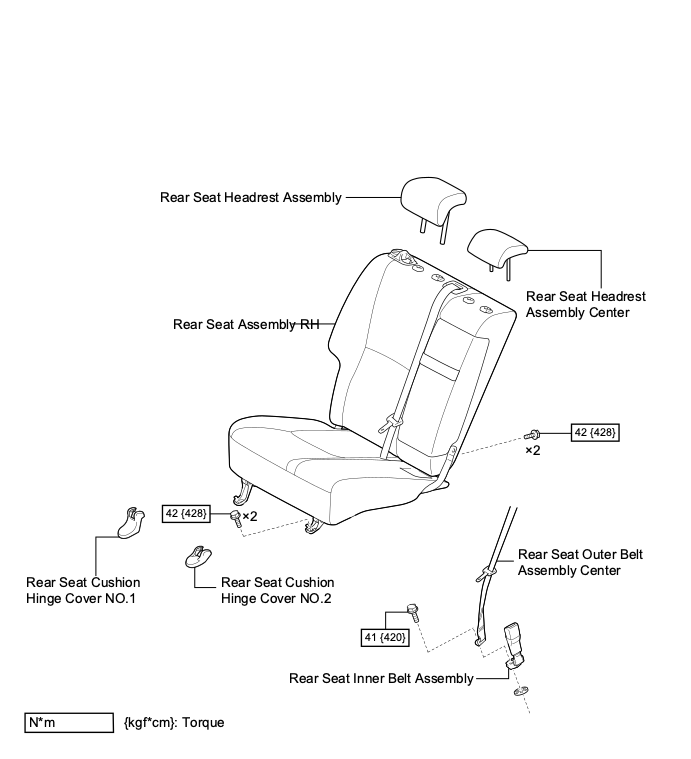 Rear Seat Headrest Assembly
Rear Seat Headrest
Assembly Center
Rear Seat Assembly RH
42 {428}
×2
42 {428}
×2
Rear Seat Cushion
Hinge Cover NO.1
Rear Seat Cushion
Hinge Cover NO.2
Rear Seat Outer Belt
Assembly Center
41 {420}
Rear Seat Inner Belt Assembly
N*m
{kgf*cm}: Torque